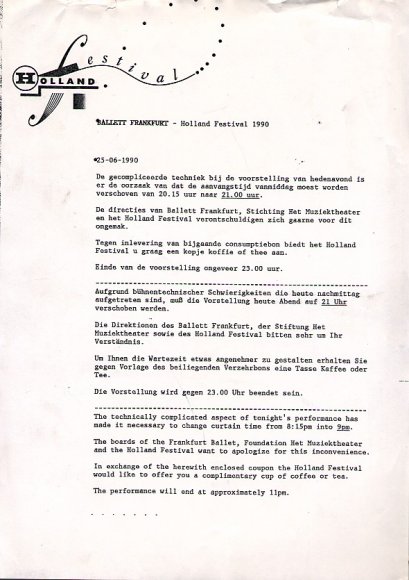 Festival
HOLLAND
BALLETT FRANKFURT - Holland Festival 1990
25-06-1990
De gecompliceerde techniek bij de voorstelling van hedenavond is
er de oorzaak van dat de aanvangstijd vanmiddag moest worden
verschoven van 20.15 uur naar 21.00 uur.
De directies van Ballett Frankfurt, Stichting Het Muziektheater
en het Holland Festival verontschuldigen zich gaarne voor dit
ongemak.
Tegen inlevering van bijgaande consumptiebon biedt het Holland
Festival u graag een kopje koffie of thee aan.
Einde van de voorstelling ongeveer 23.00 uur.
Aufgrund bühnentechnischer Schwierigkeiten die heute nachmittag
aufgetreten sind, muß die Vorstellung heute Abend auf 21 Uhr
verschoben werden.
Die Direktionen des Ballett Frankfurt, der Stiftung Het
Muziektheater sowie des Holland Festival bitten sehr um Ihr
Verständnis.
Um Ihnen die Wartezeit etwas angenehmer zu gestalten erhalten Sie
gegen Vorlage des beiliegenden Verzehrbons eine Tasse Kaffee oder
Tee.
Die Vorstellung wird gegen 23.00 Uhr beendet sein.
The technically complicated aspect of tonight's performance has
made it necessary to change curtain time from 8:15pm into 9pm.
The boards of the Frankfurt Ballet, Foundation Het Muziektheater
and the Holland Festival want to apologize for this inconvenience.
In exchange of the herewith enclosed coupon the Holland Festival
would like to offer you a complimentary cup of coffee or tea.
The performance will end at approximately 11pm.